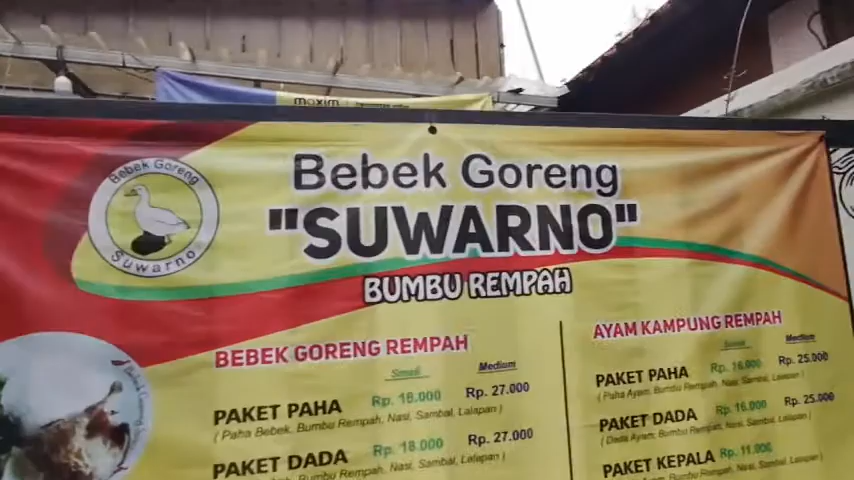 maxim
Bebek Goreng
Suwarno
Bebek Goreng
"SUWARNO"
BUMBU REMPAH
BEBEK GORENG REMPAH
Small Medium
PAKET PAHA Rp. 18.000 Rp. 27.000
(Paha Bebek, Bumbu Rempah, Nasi, Sambal, Lalapan)
PAKET DADA Rp. 18.000 Rp. 27.000
Bumbu Rempah, Nasi, Sambal, Lalapan)
AYAM KAMPUNG REMPAH
Small Medium
PAKET PAHA Rp. 16.000 Rp. 25.000
(Paha Ayam, Bumbu Rempah, Nasi, Sambal, Lalapan)
PAKET DADA Rp. 16.000 Rp. 25.000
(Dada Ayam, Bumbu Rempah, Nasi, Sambal, Lalapan)
PAKET KEPALA Rp. 11.000